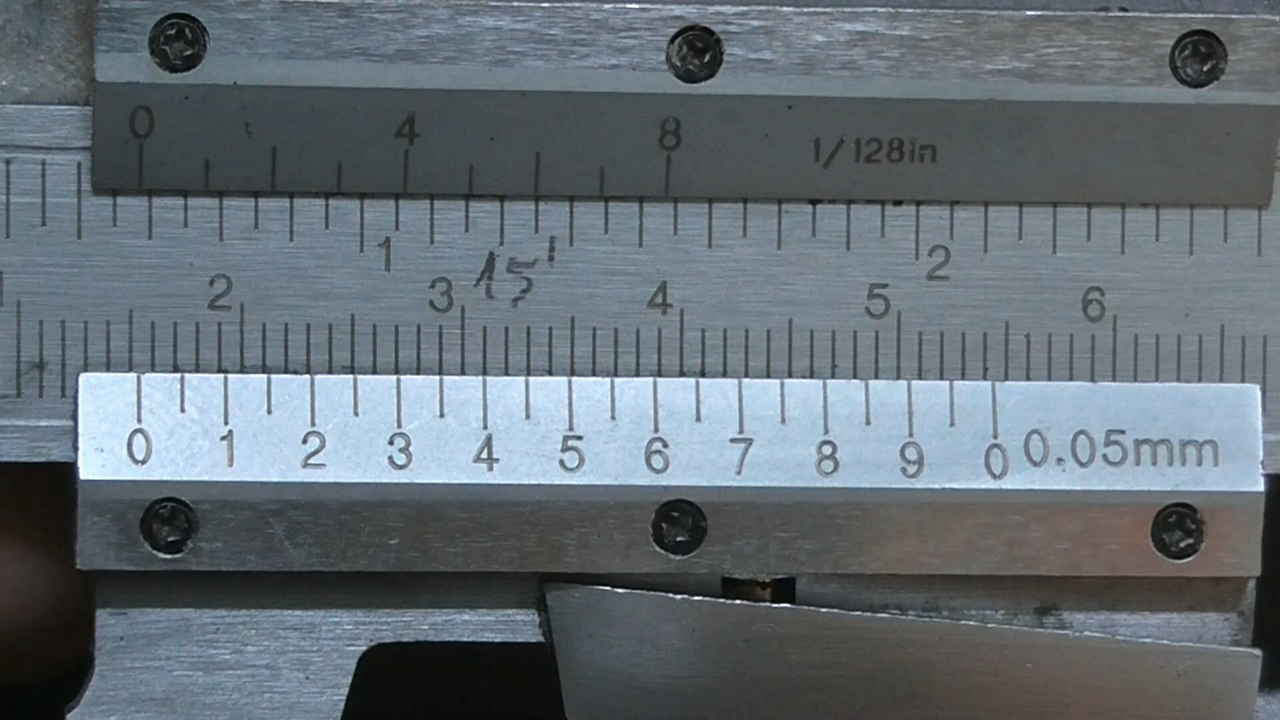 0 4 8 1/128in
1 2
2 3 15' 4 5 6
0 1 2 3 4 5 6 7 8 9 0 0.05mm